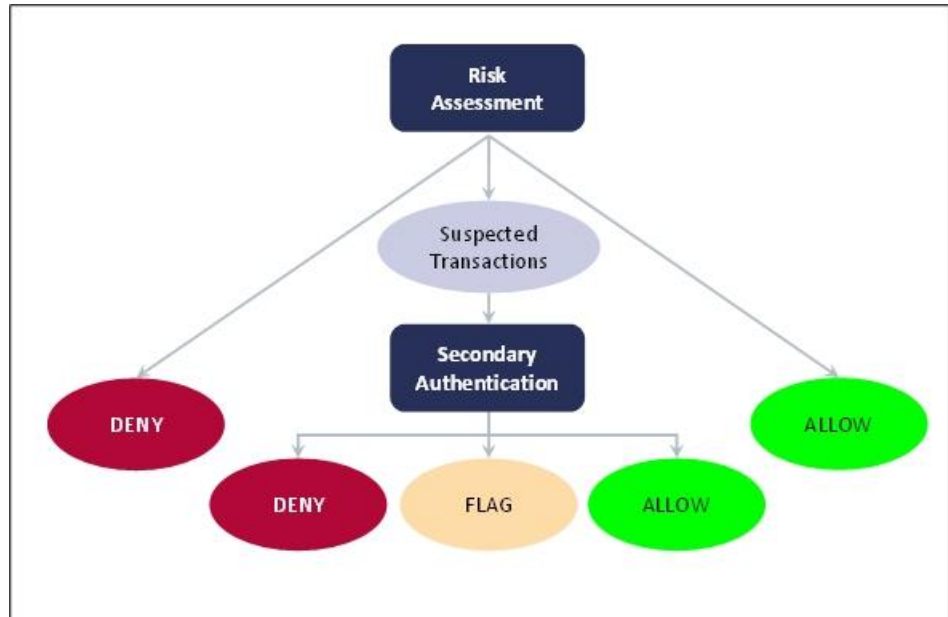 Risk
Assessment
Suspected
Transactions
Secondary
Authentication
DENY
ALLOW
DENY
FLAG
ALLOW